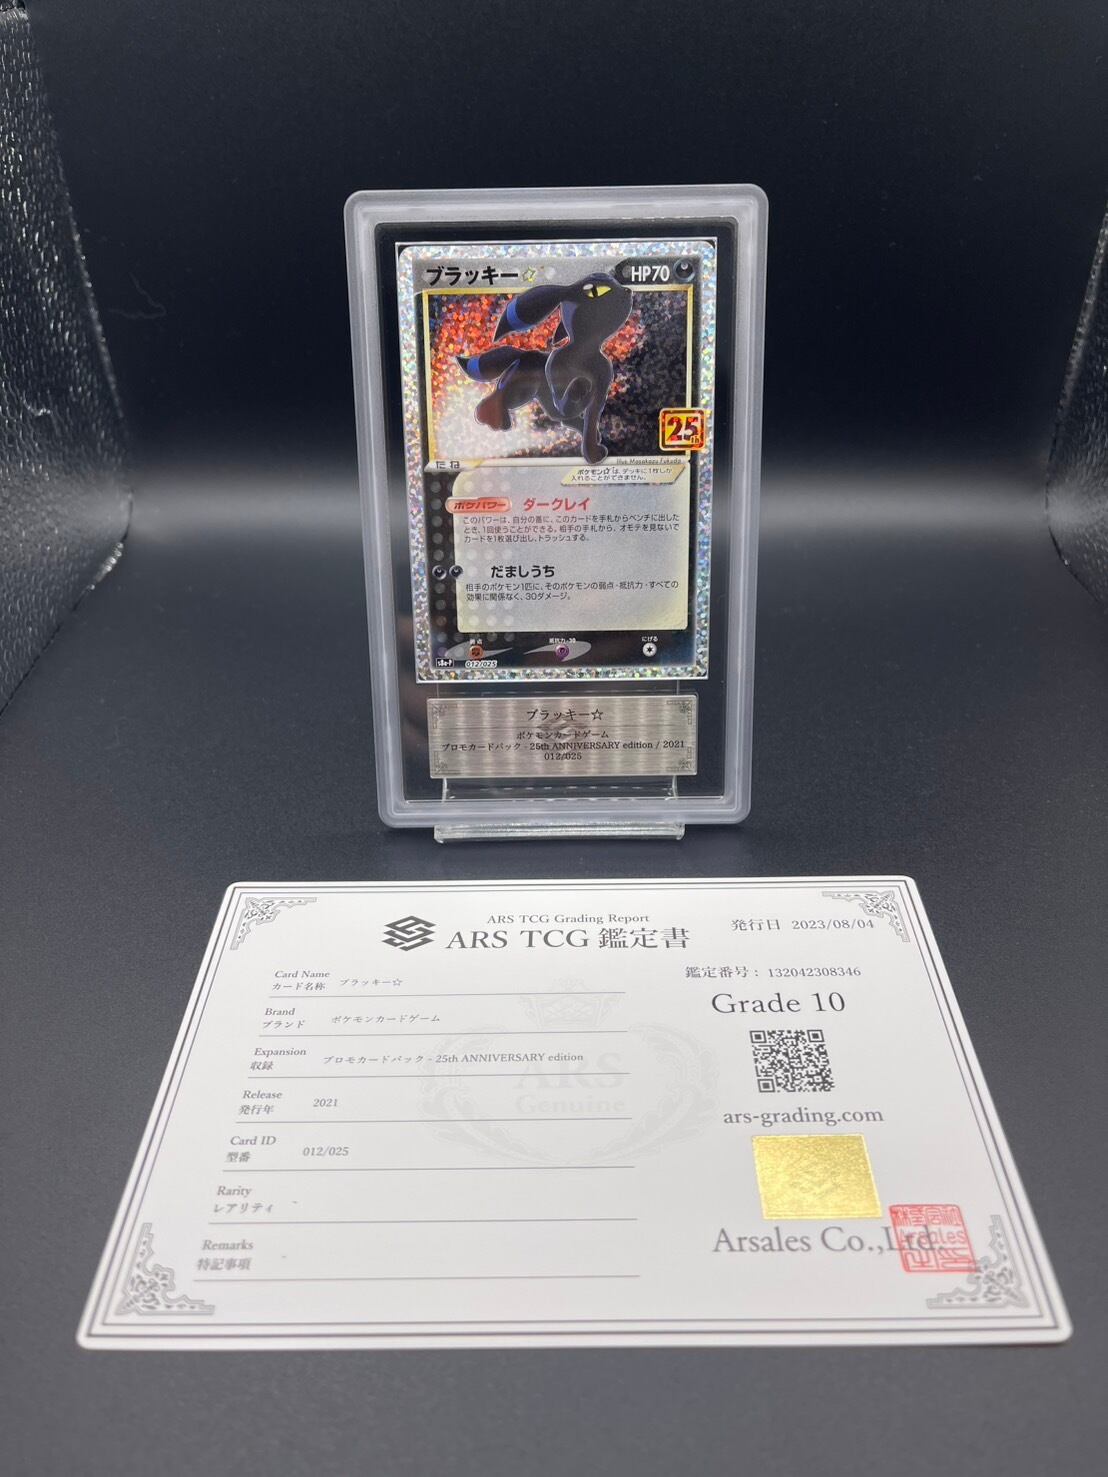 ブラッキー☆
HP70
25th
たね
Illus. Masakazu Fukuda
ポケモン☆は、デッキに1枚しか
入れることができません。
ポケパワー ダークレイ
このパワーは、自分の番に、このカードを手札からベンチに出した
とき、1回使うことができる。相手の手札から、オモテを見ないで
カードを1枚選び出し、トラッシュする。
だましうち
相手のポケモン1匹に、そのポケモンの弱点・抵抗力・すべての
効果に関係なく、30ダメージ。
弱点 抵抗力-30 にげる
s8a-P 012/025
ブラッキー☆
ポケモンカードゲーム
プロモカードパック - 25th ANNIVERSARY edition / 2021
012/025
ARS TCG Grading Report
ARS TCG 鑑定書
発行日 2023/08/04
鑑定番号: 132042308346
Grade 10
Card Name
カード名称 ブラッキー☆
Brand
ブランド ポケモンカードゲーム
Expansion
収録 プロモカードパック - 25th ANNIVERSARY edition
Release
発行年 2021
Card ID
型番 012/025
Rarity
レアリティ -
Remarks
特記事項 -
ARS
Genuine
ars-grading.com
Arsales Co.,Ltd.